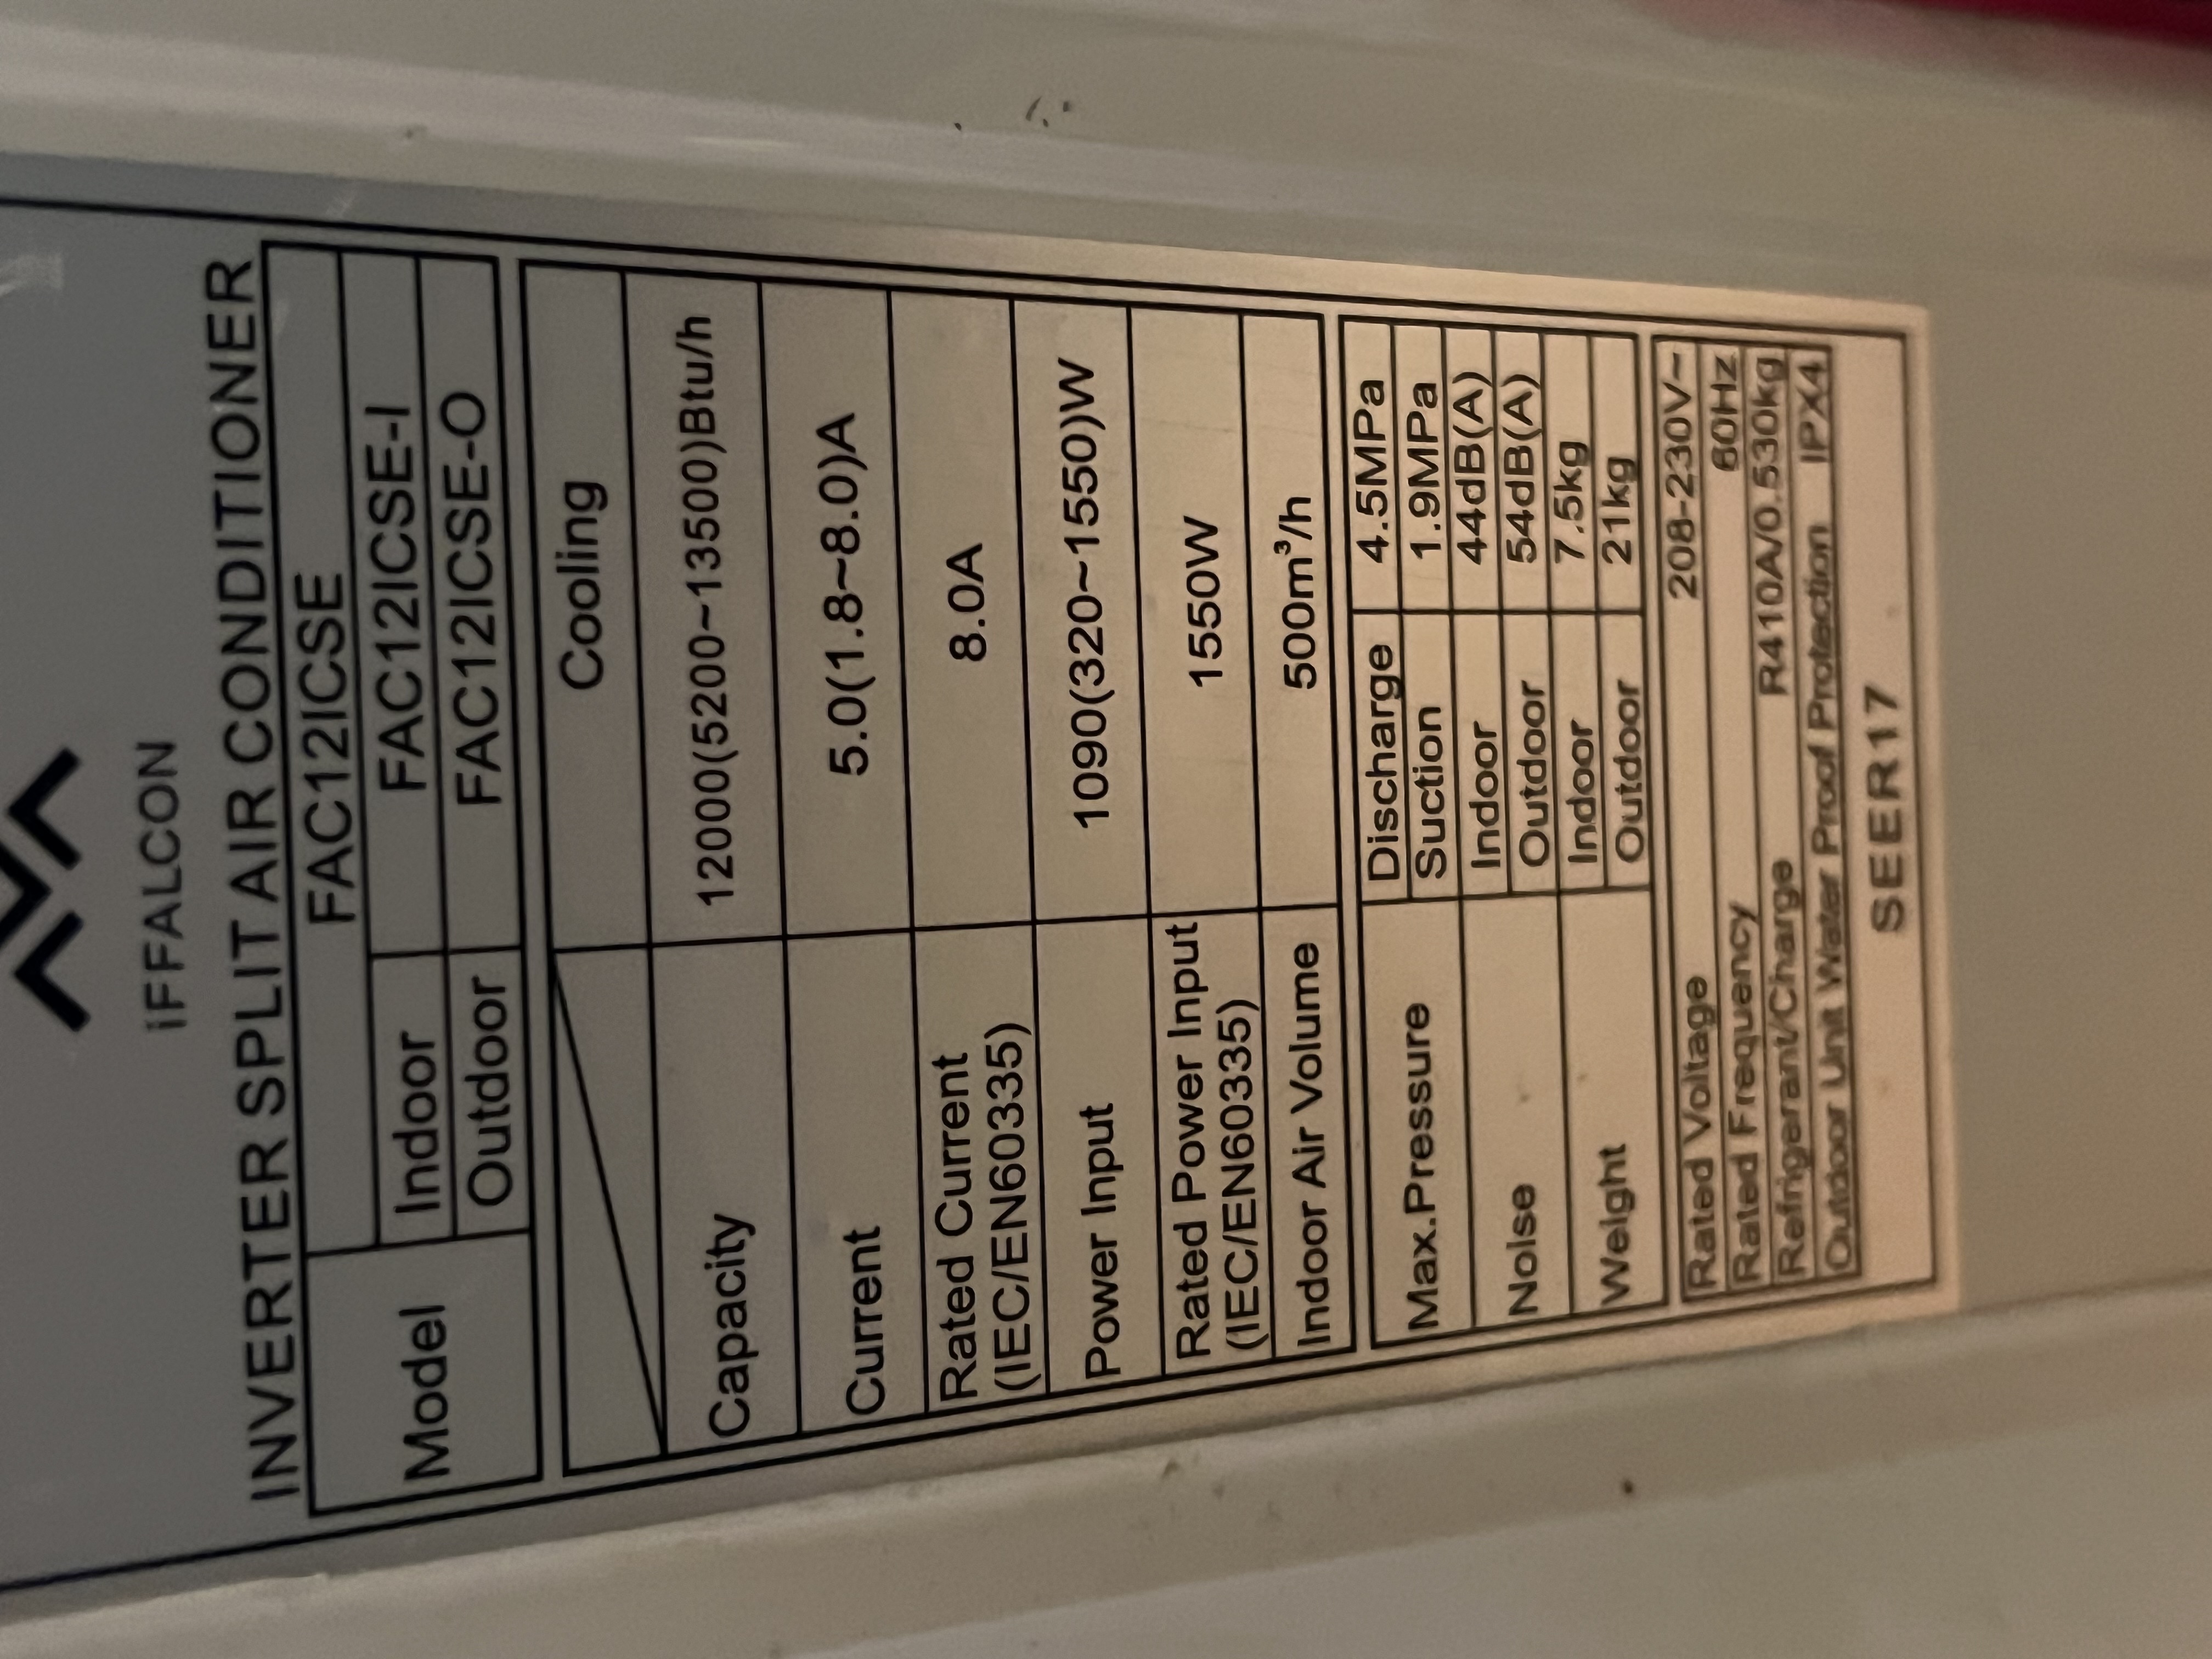 iFFALCON
INVERTER SPLIT AIR CONDITIONER
Model FAC12ICSE
Indoor FAC12ICSE-I
Outdoor FAC12ICSE-O
Cooling
Capacity 12000(5200~13500)Btu/h
Current 5.0(1.8~8.0)A
Rated Current
(IEC/EN60335) 8.0A
Power Input 1090(320~1550)W
Rated Power Input
(IEC/EN60335) 1550W
Indoor Air Volume 500m³/h
Max.Pressure Discharge 4.5MPa
Suction 1.9MPa
Noise Indoor 44dB(A)
Outdoor 54dB(A)
Weight Indoor 7.5kg
Outdoor 21kg
Rated Voltage 208-230V~
Rated Frequency 60Hz
Refrigerant/Charge R410A/0.530kg
Outdoor Unit Water Proof Protection IPX4
SEER17